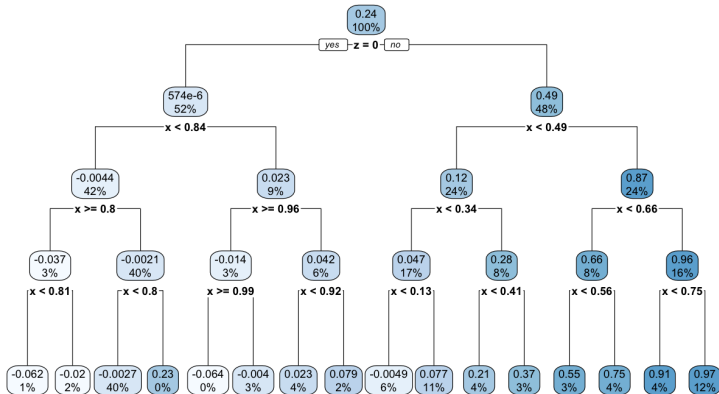 0.24
100%
yes z = 0 no
574e-6 0.49
52% 48%
x < 0.84 x < 0.49
-0.0044 0.023 0.12 0.87
42% 9% 24% 24%
x >= 0.8 x >= 0.96 x < 0.34 x < 0.66
-0.037 -0.0021 -0.014 0.042 0.047 0.28 0.66 0.96
3% 40% 3% 6% 17% 8% 8% 16%
x < 0.81 x < 0.8 x >= 0.99 x < 0.92 x < 0.13 x < 0.41 x < 0.56 x < 0.75
-0.062 -0.02 -0.0027 0.23 -0.064 -0.004 0.023 0.079 -0.0049 0.077 0.21 0.37 0.55 0.75 0.91 0.97
1% 2% 40% 0% 0% 3% 4% 2% 6% 11% 4% 3% 3% 4% 4% 12%